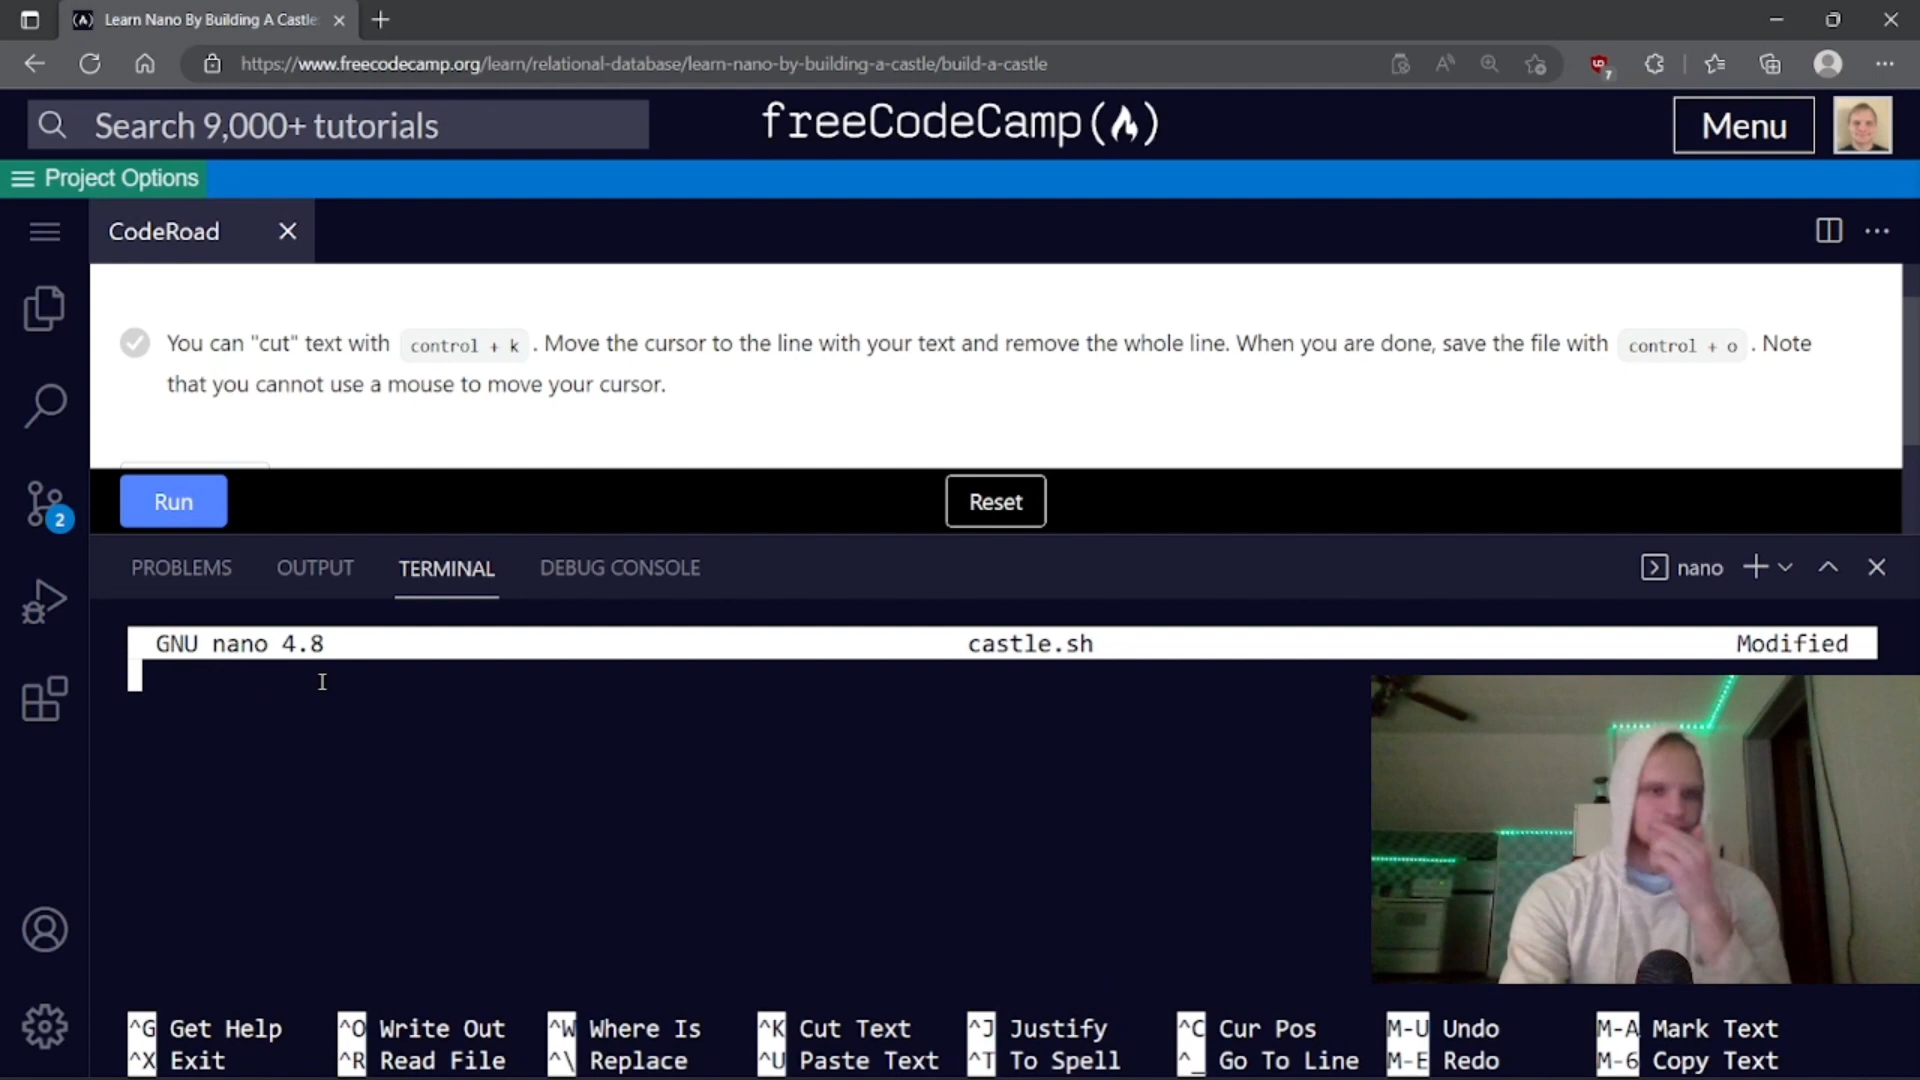 Learn Nano By Building A Castle
https://www.freecodecamp.org/learn/relational-database/learn-nano-by-building-a-castle/build-a-castle
7
Search 9,000+ tutorials
freeCodeCamp
Menu
Project Options
CodeRoad
You can "cut" text with control + k . Move the cursor to the line with your text and remove the whole line. When you are done, save the file with control + o . Note
that you cannot use a mouse to move your cursor.
Run
Reset
2
PROBLEMS OUTPUT TERMINAL DEBUG CONSOLE
nano
GNU nano 4.8 castle.sh Modified
^G Get Help ^O Write Out ^W Where Is ^K Cut Text ^J Justify ^C Cur Pos M-U Undo M-A Mark Text
^X Exit ^R Read File ^\ Replace ^U Paste Text ^T To Spell ^_ Go To Line M-E Redo M-6 Copy Text